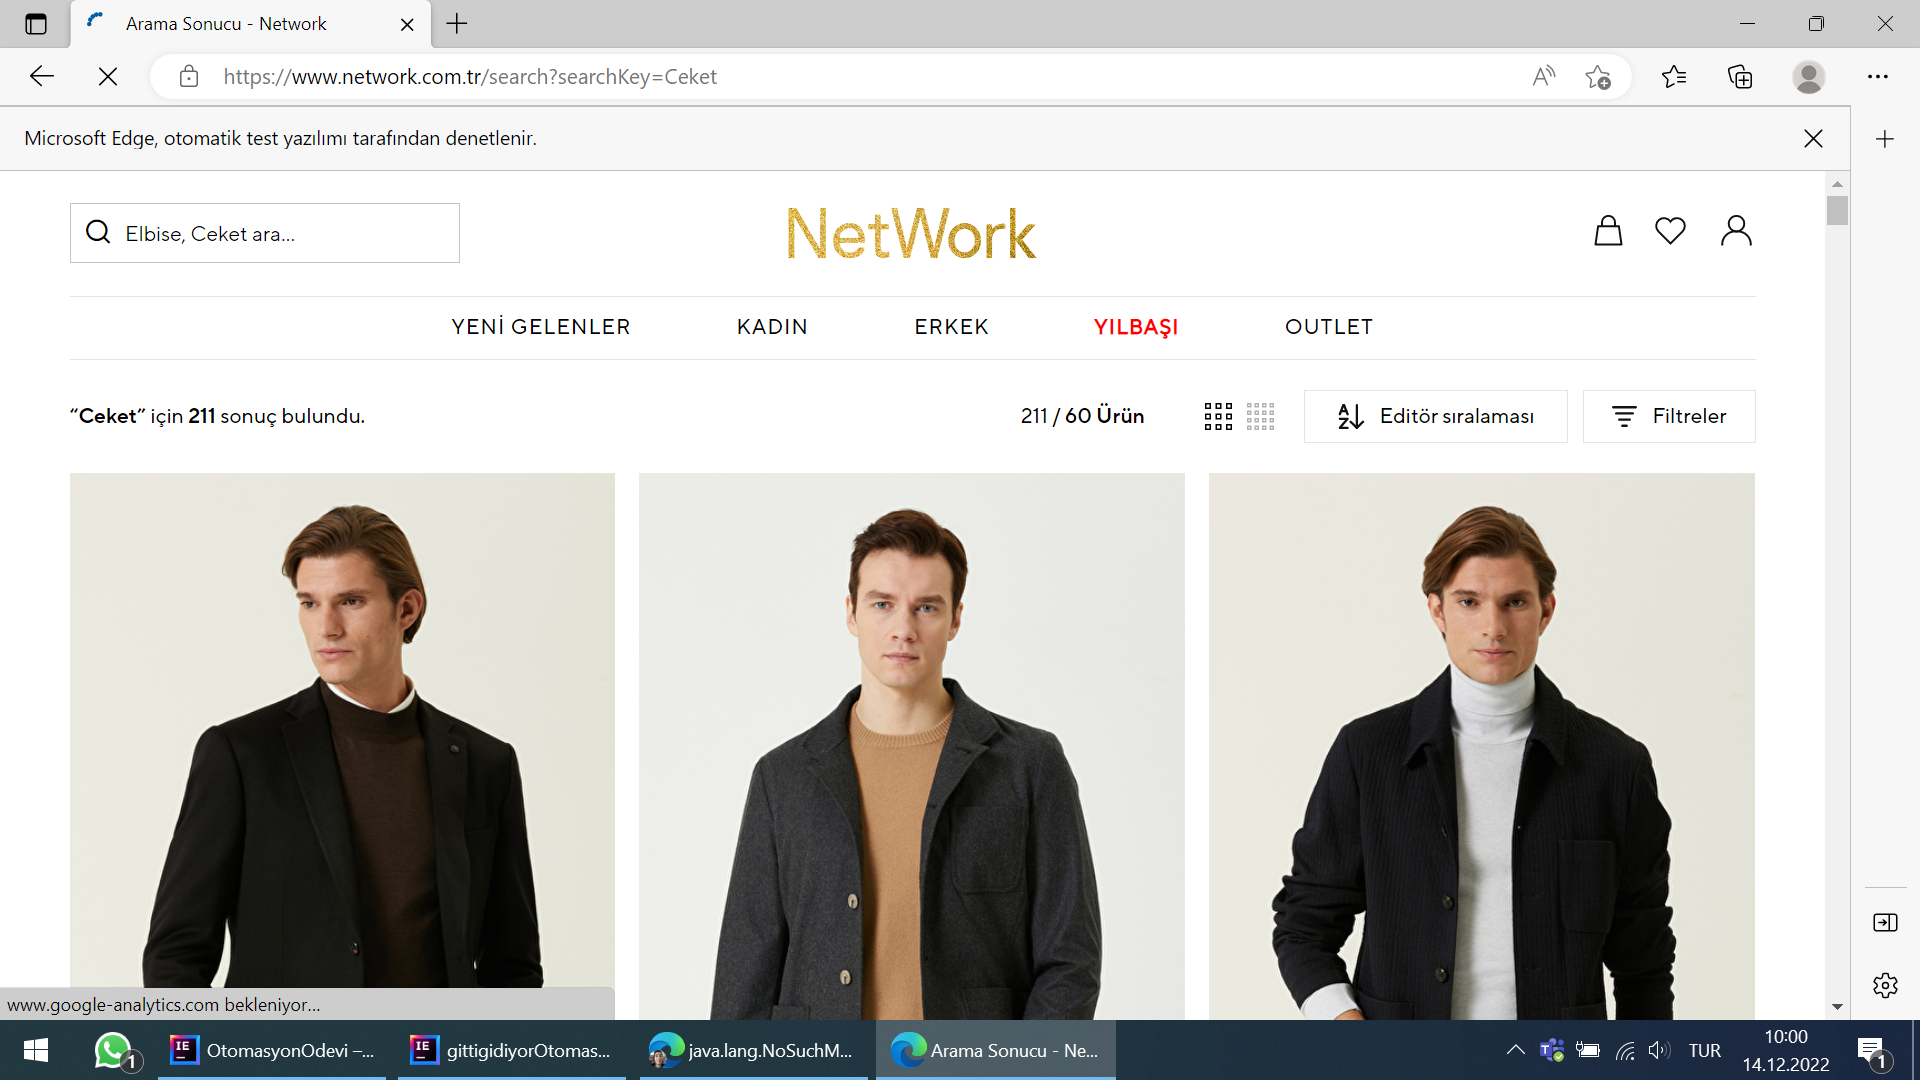 Arama Sonucu - Network
https://www.network.com.tr/search?searchKey=Ceket
Microsoft Edge, otomatik test yazılımı tarafından denetlenir.
Elbise, Ceket ara...
NetWork
YENİ GELENLER KADIN ERKEK YILBAŞI OUTLET
“Ceket” için 211 sonuç bulundu.
211 / 60 Ürün
Editör sıralaması
Filtreler
www.google-analytics.com bekleniyor...
1
OtomasyonOdevi –...
gittigidiyorOtomas...
java.lang.NoSuchM...
Arama Sonucu - Ne...
TUR
10:00
14.12.2022
1